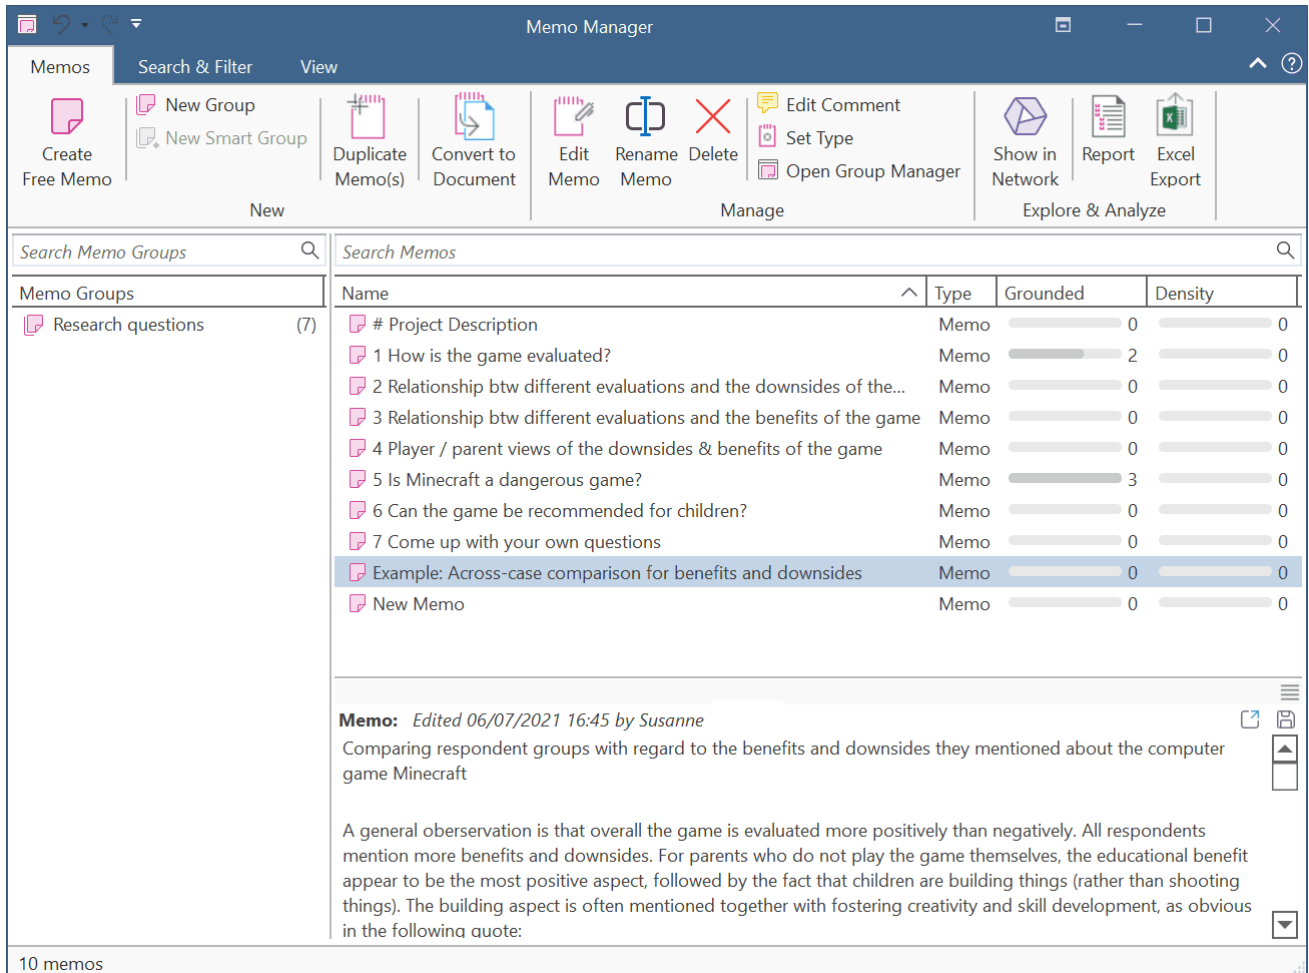 Memo Manager
Memos Search & Filter View
Create Free Memo
New Group
New Smart Group
Duplicate Memo(s)
Convert to Document
New
Edit Memo
Rename Memo
Delete
Edit Comment
Set Type
Open Group Manager
Manage
Show in Network
Report
Excel Export
Explore & Analyze
Search Memo Groups
Search Memos
Memo Groups
Research questions (7)
Name Type Grounded Density
# Project Description Memo 0 0
1 How is the game evaluated? Memo 2 0
2 Relationship btw different evaluations and the downsides of the... Memo 0 0
3 Relationship btw different evaluations and the benefits of the game Memo 0 0
4 Player / parent views of the downsides & benefits of the game Memo 0 0
5 Is Minecraft a dangerous game? Memo 3 0
6 Can the game be recommended for children? Memo 0 0
7 Come up with your own questions Memo 0 0
Example: Across-case comparison for benefits and downsides Memo 0 0
New Memo Memo 0 0
Memo: Edited 06/07/2021 16:45 by Susanne
Comparing respondent groups with regard to the benefits and downsides they mentioned about the computer
game Minecraft
A general oberservation is that overall the game is evaluated more positively than negatively. All respondents
mention more benefits and downsides. For parents who do not play the game themselves, the educational benefit
appear to be the most positive aspect, followed by the fact that children are building things (rather than shooting
things). The building aspect is often mentioned together with fostering creativity and skill development, as obvious
in the following quote:
10 memos